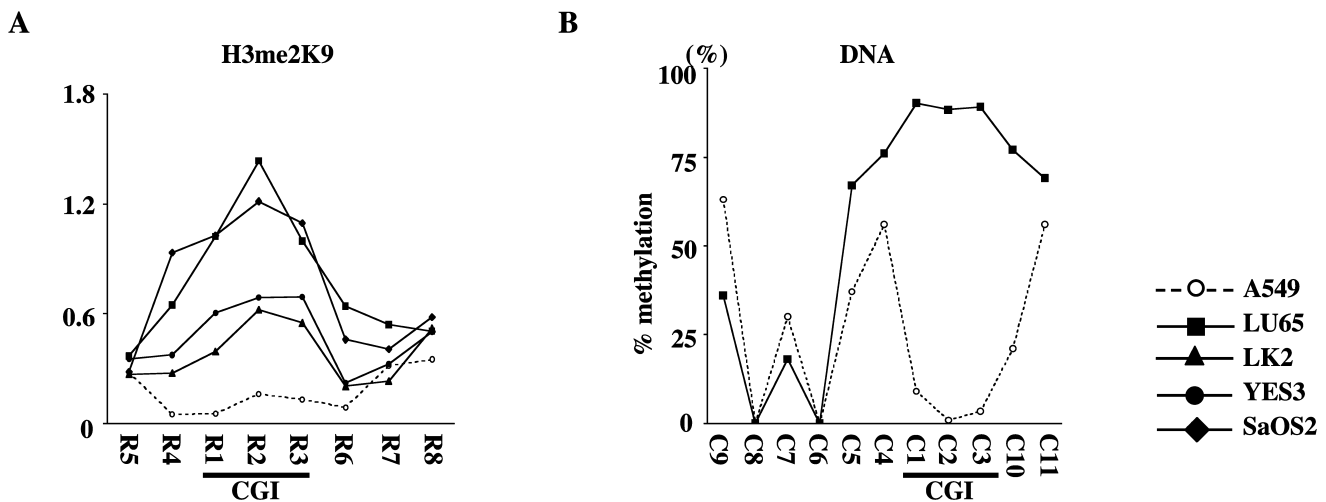 A
H3me2K9
1.8
1.2
0.6
0
R5 R4 R1 R2 R3 R6 R7 R8
CGI
B
(%)
DNA
100
75
50
25
0
% methylation
C9 C8 C7 C6 C5 C4 C1 C2 C3 C10 C11
CGI
A549
LU65
LK2
YES3
SaOS2